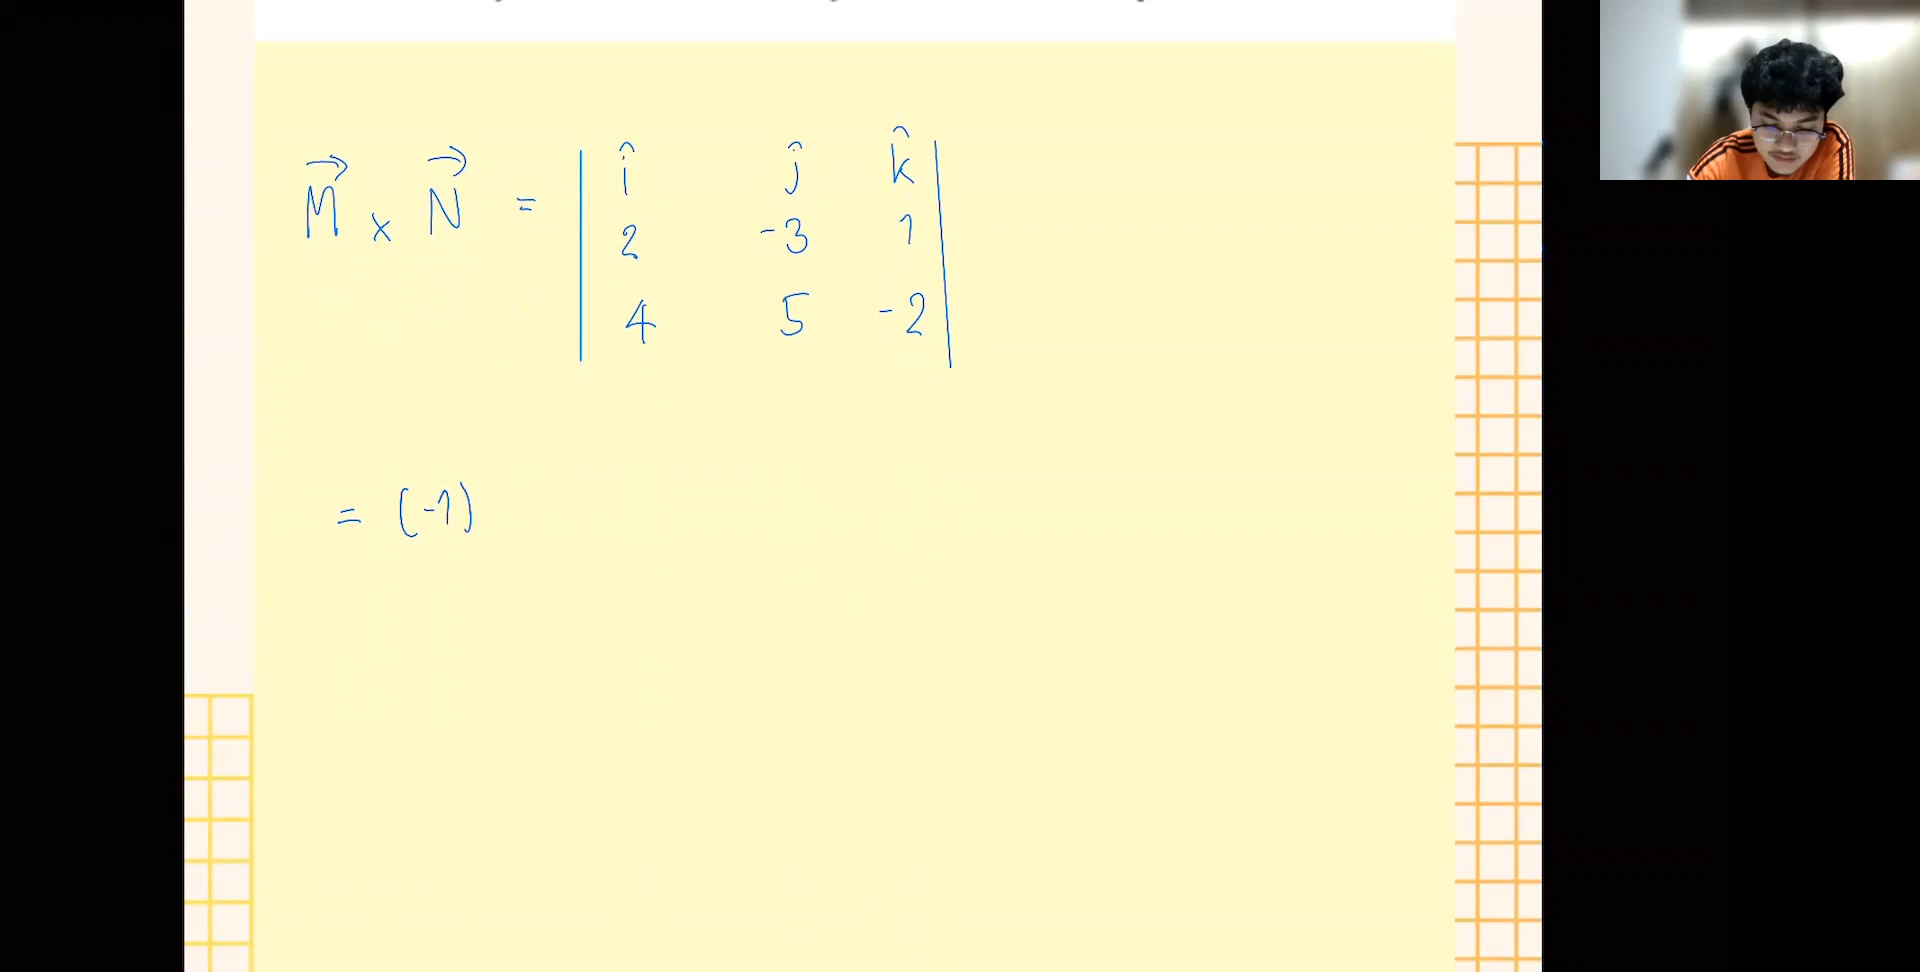 M⃗ × N⃗ = | î ĵ k̂ |
2 -3 1
4 5 -2
= (-1)